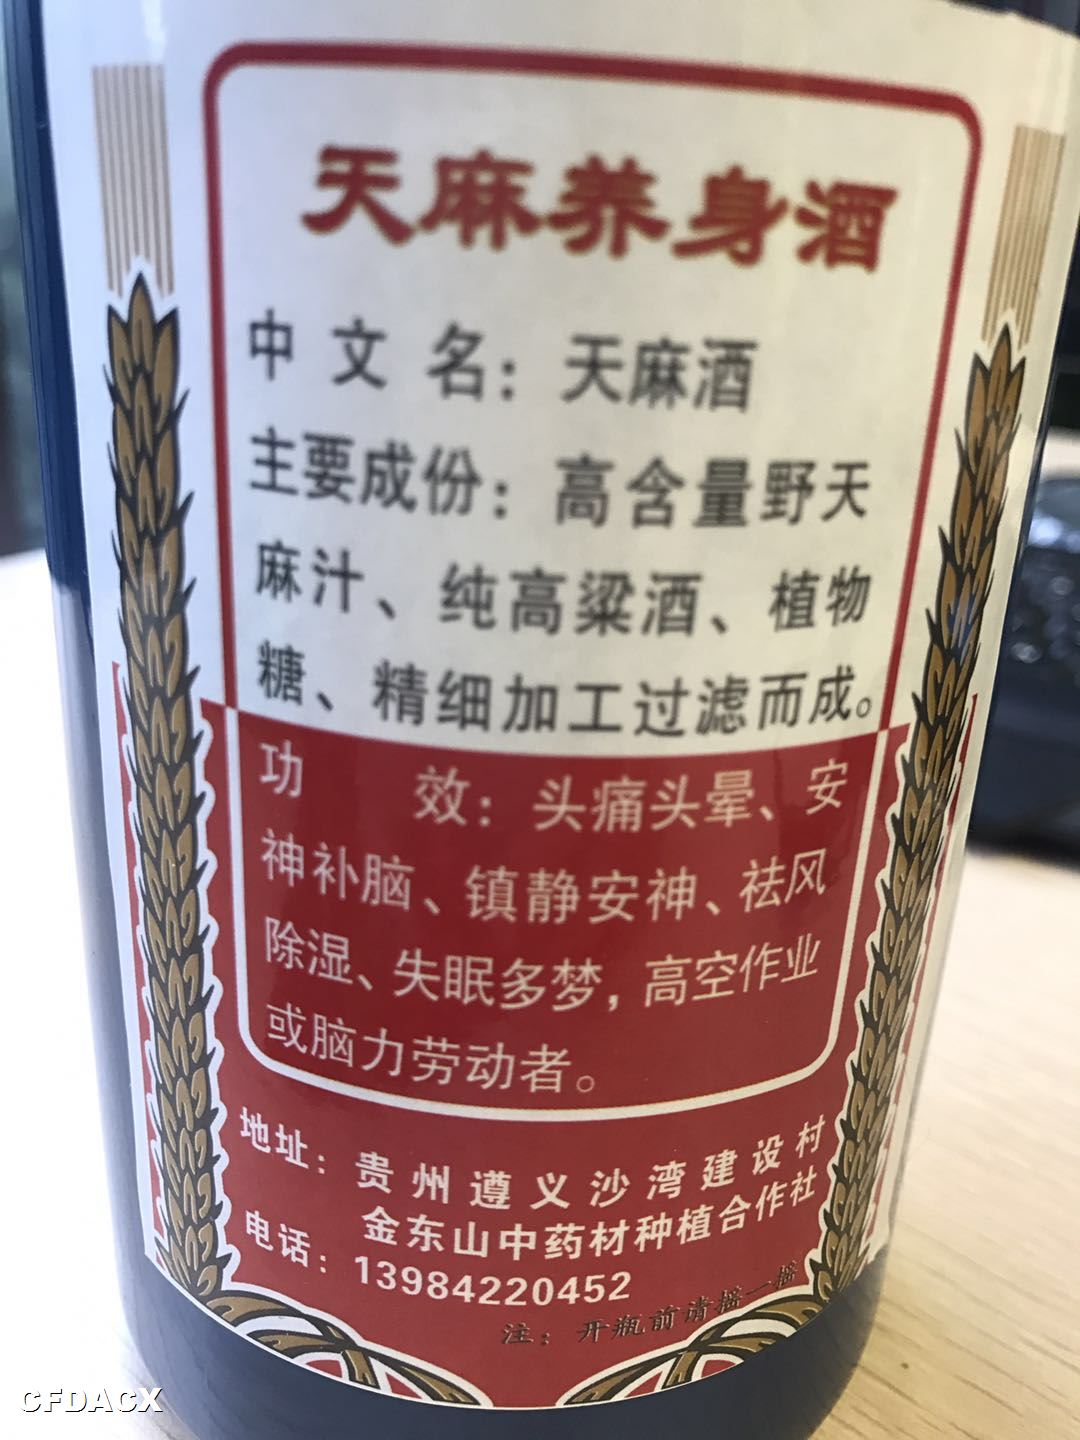 天麻养身酒
中文名：天麻酒
主要成份：高含量野天
麻汁、纯高粱酒、植物
糖、精细加工过滤而成。
功效：头痛头晕、安
神补脑、镇静安神、祛风
除湿、失眠多梦，高空作业
或脑力劳动者。
地址：贵州遵义沙湾建设村
金东山中药材种植合作社
电话：13984220452
注：开瓶前请摇一摇
CFDACX